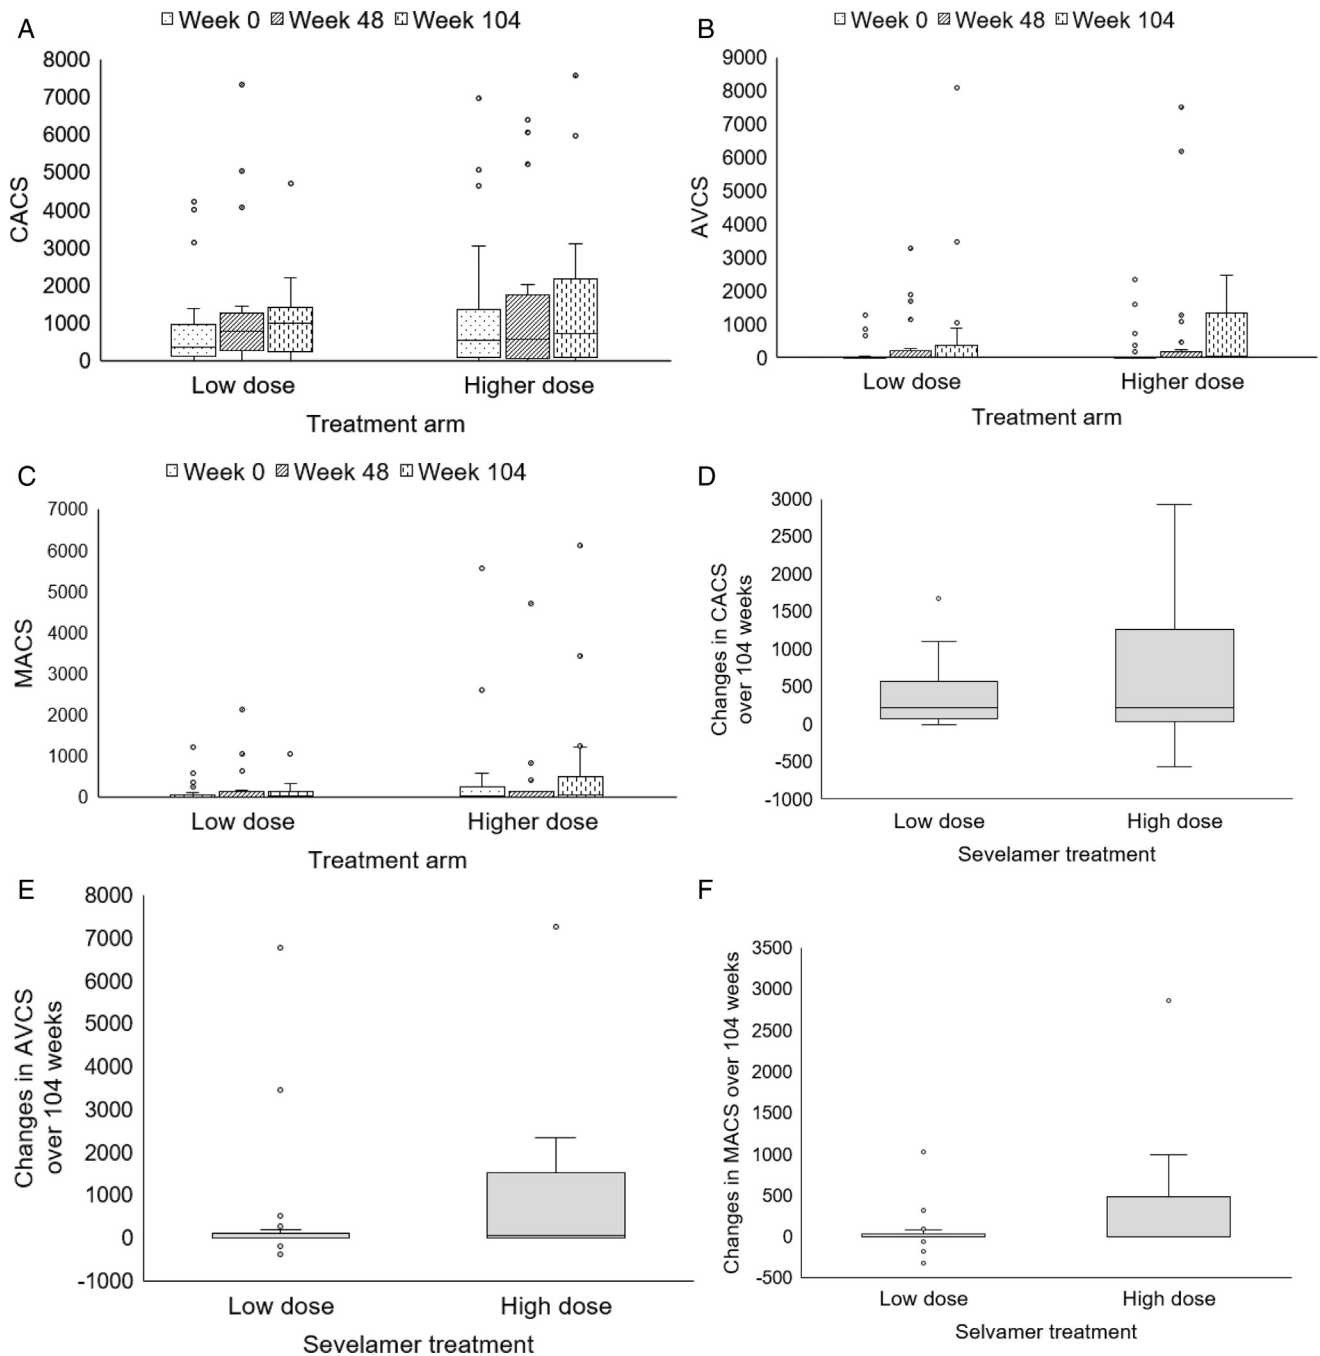 A
Week 0 Week 48 Week 104
8000
7000
6000
5000
4000
3000
2000
1000
0
CACS
Low dose Higher dose
Treatment arm
B
Week 0 Week 48 Week 104
9000
8000
7000
6000
5000
4000
3000
2000
1000
0
AVCS
Low dose Higher dose
Treatment arm
C
Week 0 Week 48 Week 104
7000
6000
5000
4000
3000
2000
1000
0
MACS
Low dose Higher dose
Treatment arm
D
3000
2500
2000
1500
1000
500
0
-500
-1000
Changes in CACS
over 104 weeks
Low dose High dose
Sevelamer treatment
E
8000
7000
6000
5000
4000
3000
2000
1000
0
-1000
Changes in AVCS
over 104 weeks
Low dose High dose
Sevelamer treatment
F
3500
3000
2500
2000
1500
1000
500
0
-500
Changes in MACS over 104 weeks
Low dose High dose
Selvamer treatment